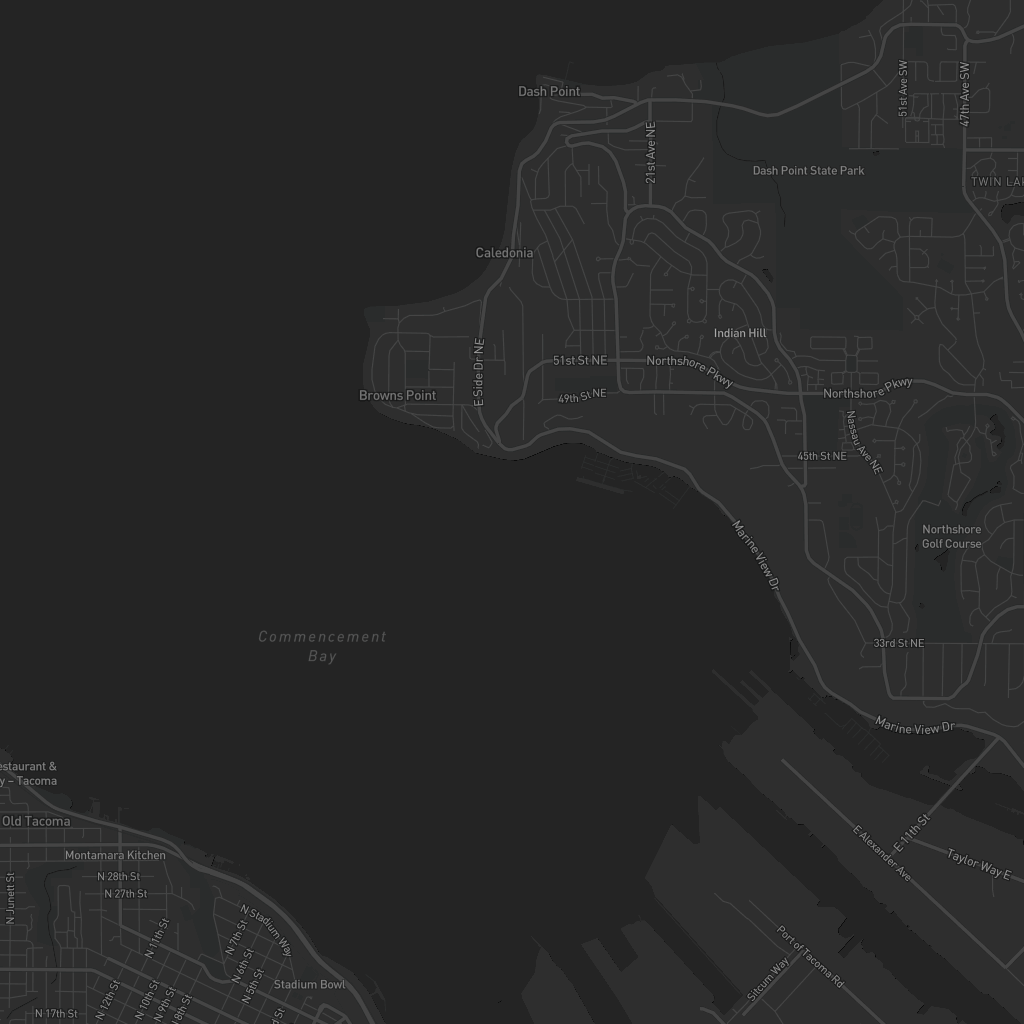 Dash Point
21st Ave NE
51st Ave SW
47th Ave SW
Dash Point State Park
TWIN LA
Caledonia
Indian Hill
E Side Dr NE
51st St NE
Northshore Pkwy
Northshore Pkwy
Browns Point
49th St NE
Nassau Ave NE
45th St NE
Northshore
Golf Course
Marine View Dr
Commencement
Bay
33rd St NE
Marine View Dr
estaurant &
y – Tacoma
Old Tacoma
E 11th St
E Alexander Ave
Taylor Way E
Montamara Kitchen
N 28th St
N 27th St
N Junett St
N Stadium Way
N 11th St
N 7th St
N 6th St
N 5th St
Port of Tacoma Rd
Sitcum Way
Stadium Bowl
N 12th St
N 10th St
N 9th St
N 8th St
N 17th St